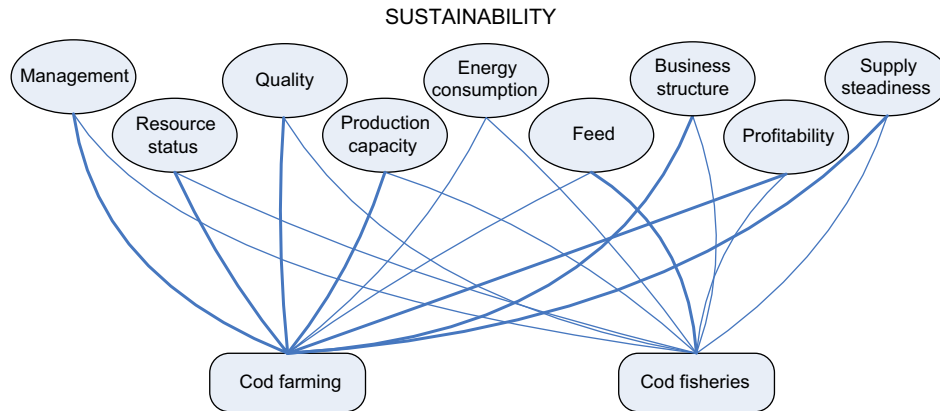 SUSTAINABILITY
Management
Quality
Energy
consumption
Business
structure
Supply
steadiness
Resource
status
Production
capacity
Feed
Profitability
Cod farming
Cod fisheries